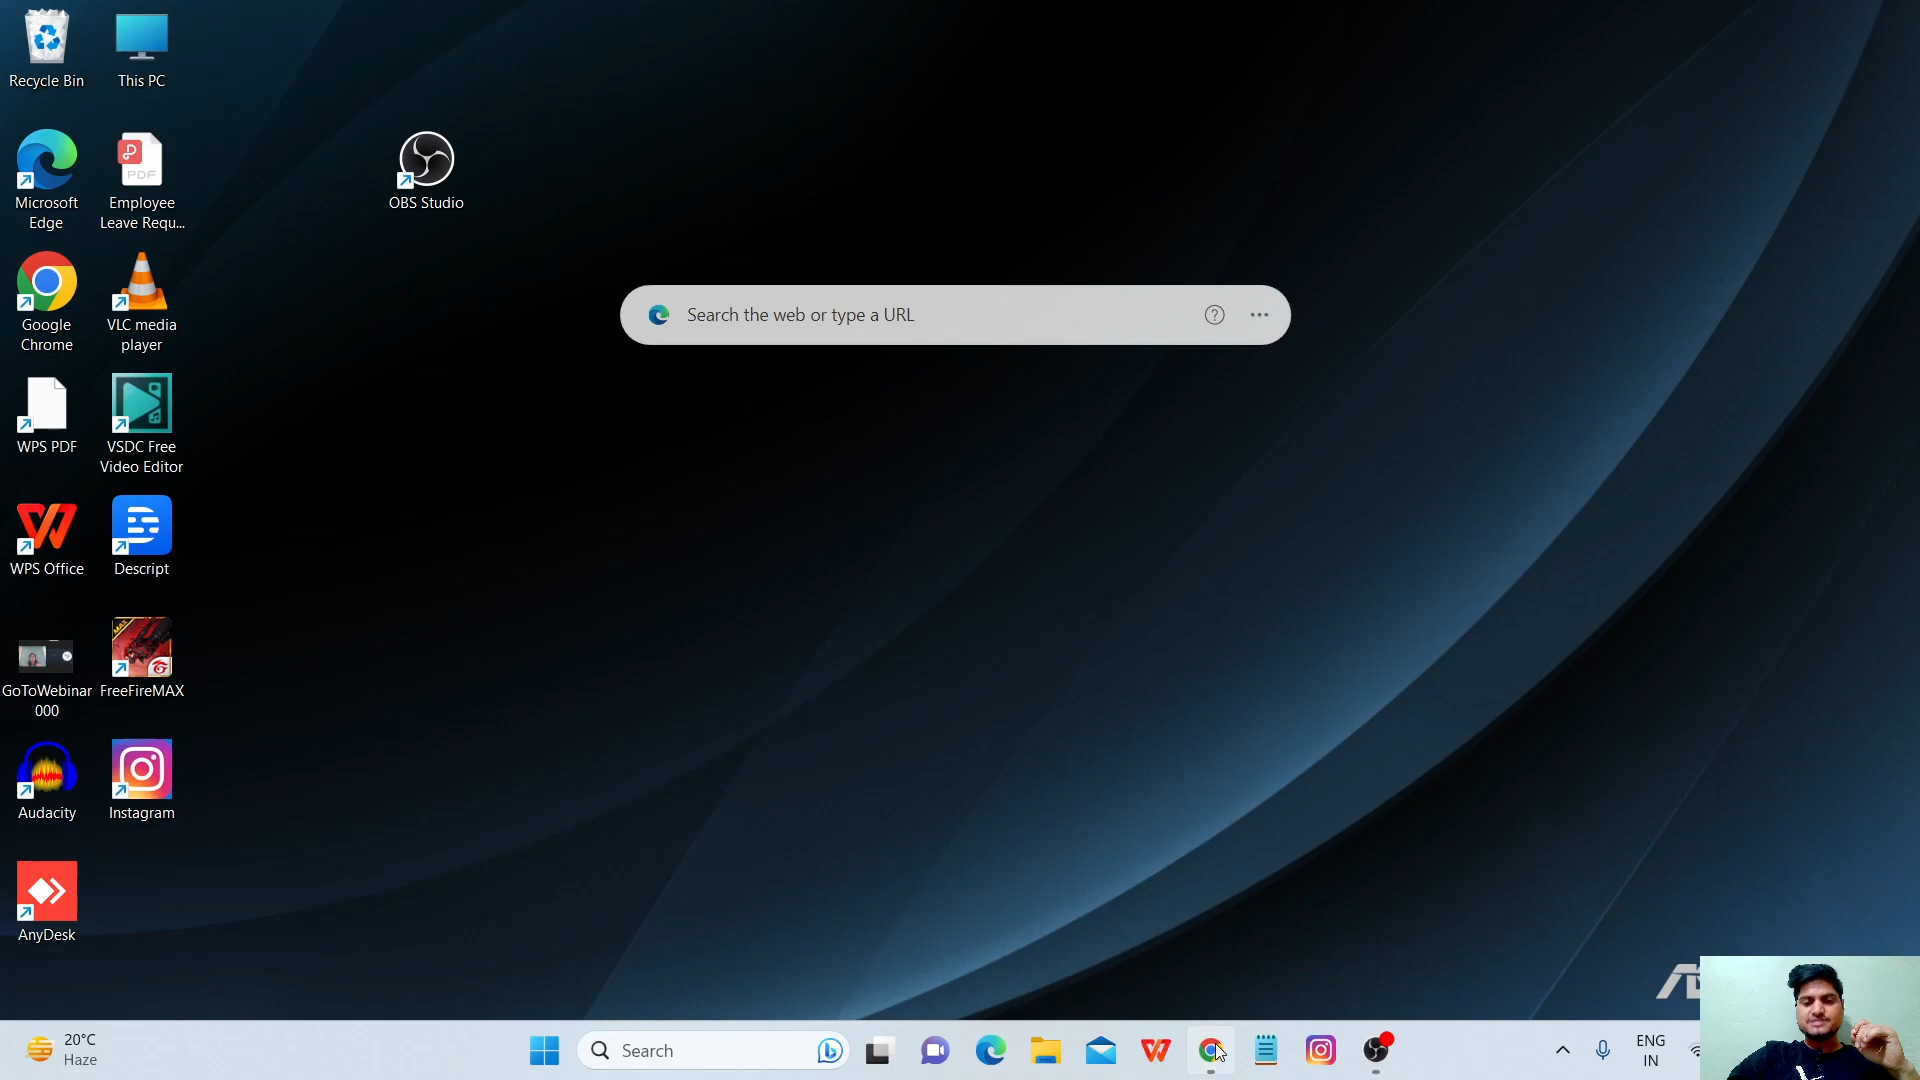 Recycle Bin
This PC
Microsoft
Edge
PDF
Employee
Leave Requ...
OBS Studio
Google
Chrome
VLC media
player
Search the web or type a URL
WPS PDF
VSDC Free
Video Editor
WPS Office
Descript
GoToWebinar
000
MAX
FreeFireMAX
Audacity
Instagram
AnyDesk
20°C
Haze
Search
ENG
IN